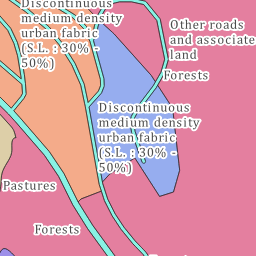 Discontinuous
medium density
urban fabric
(S.L. : 30% -
50%)
Other roads
and associate
land
Forests
Discontinuous
medium density
urban fabric
(S.L. : 30% -
50%)
Pastures
Forests